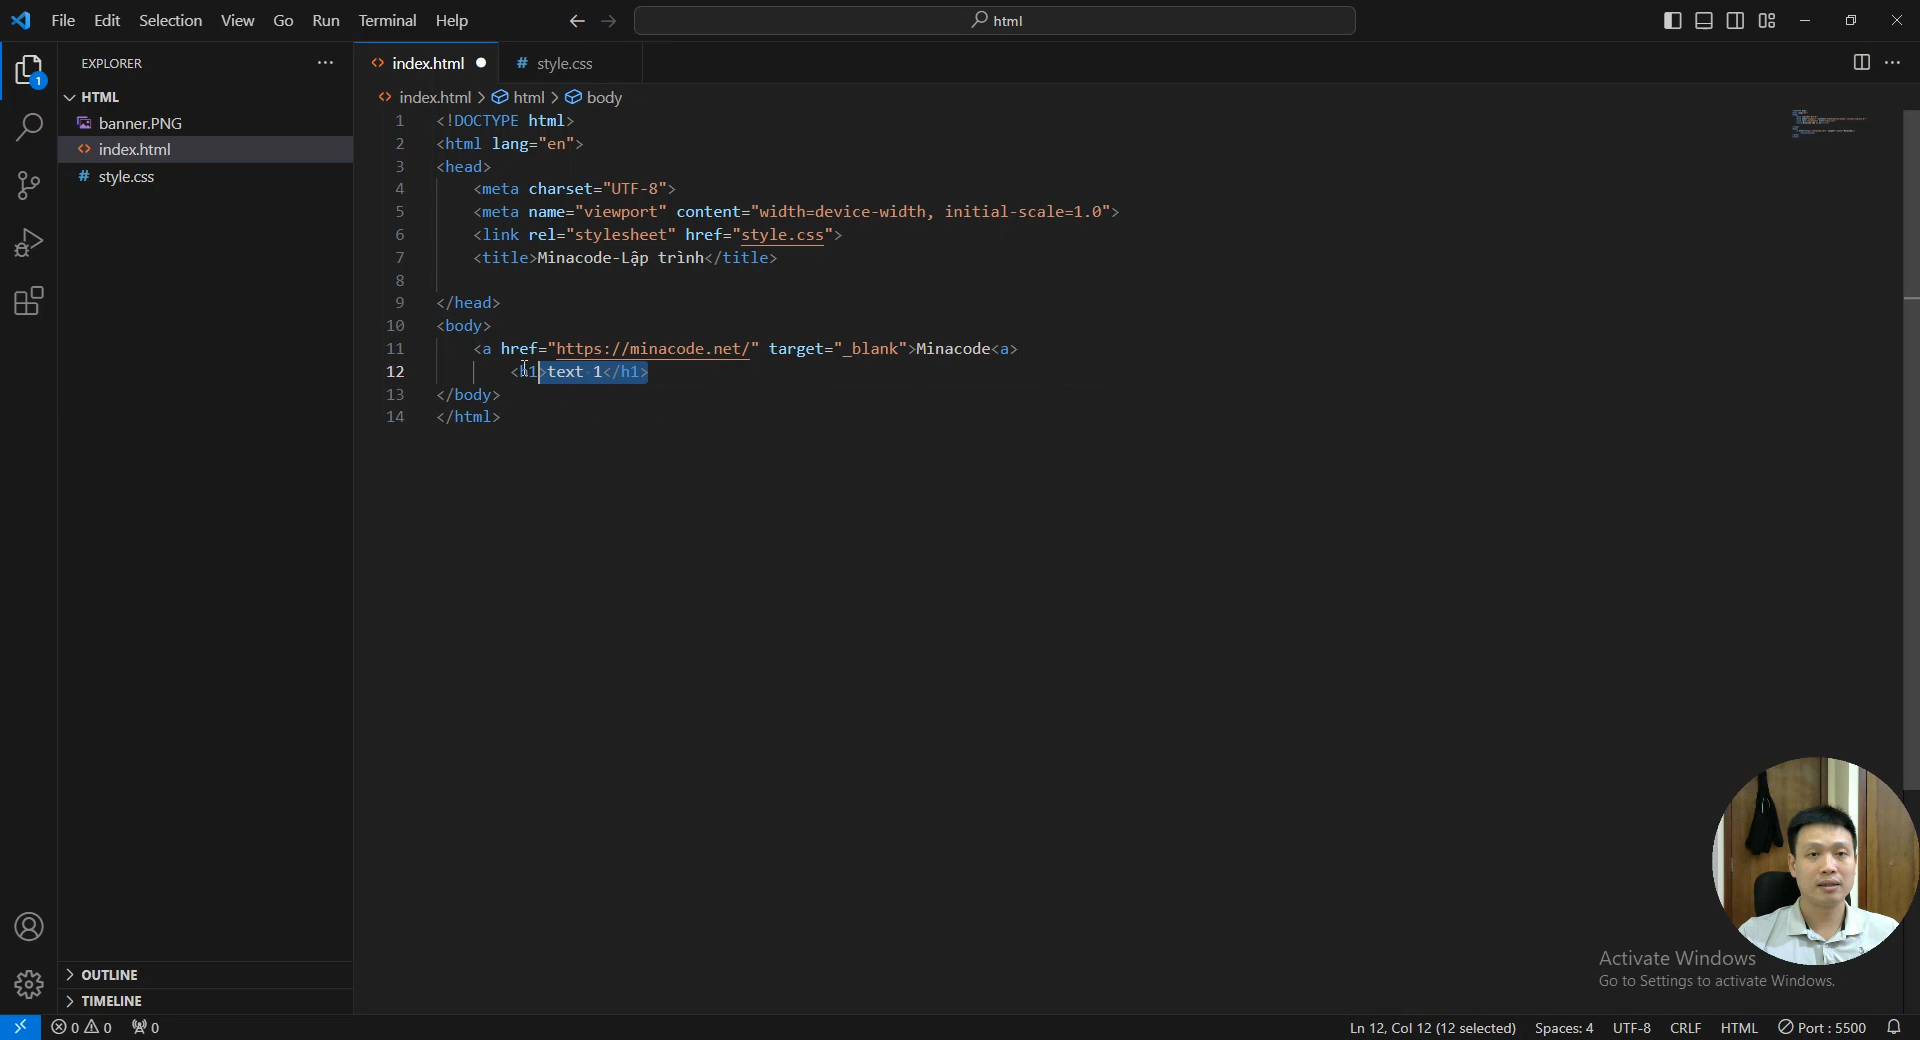 File Edit Selection View Go Run Terminal Help
html
EXPLORER
1
HTML
banner.PNG
index.html
style.css
OUTLINE
TIMELINE
index.html
# style.css
index.html > html > body
1 <!DOCTYPE html>
2 <html lang="en">
3 <head>
4 <meta charset="UTF-8">
5 <meta name="viewport" content="width=device-width, initial-scale=1.0">
6 <link rel="stylesheet" href="style.css">
7 <title>Minacode-Lập trình</title>
8
9 </head>
10 <body>
11 <a href="https://minacode.net/" target="_blank">Minacode<a>
12 <h1>text 1</h1>
13 </body>
14 </html>
Activate Windows
Go to Settings to activate Windows.
0 0 0 Ln 12, Col 12 (12 selected) Spaces: 4 UTF-8 CRLF HTML Port : 5500